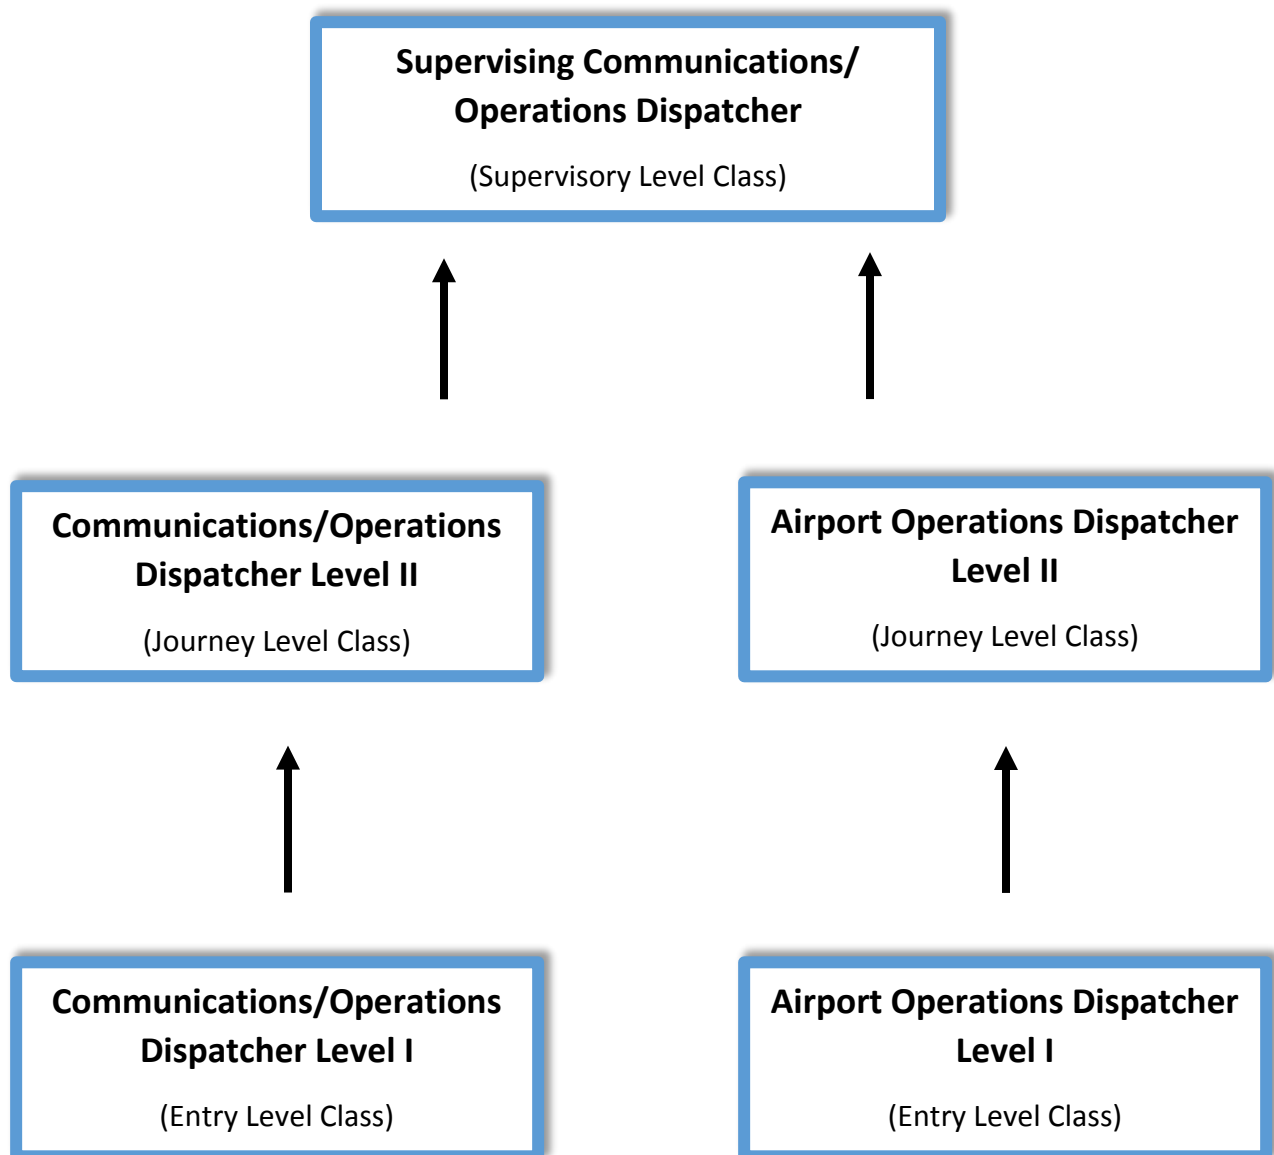 Supervising Communications/
Operations Dispatcher
(Supervisory Level Class)
Communications/Operations
Dispatcher Level II
(Journey Level Class)
Airport Operations Dispatcher
Level II
(Journey Level Class)
Communications/Operations
Dispatcher Level I
(Entry Level Class)
Airport Operations Dispatcher
Level I
(Entry Level Class)